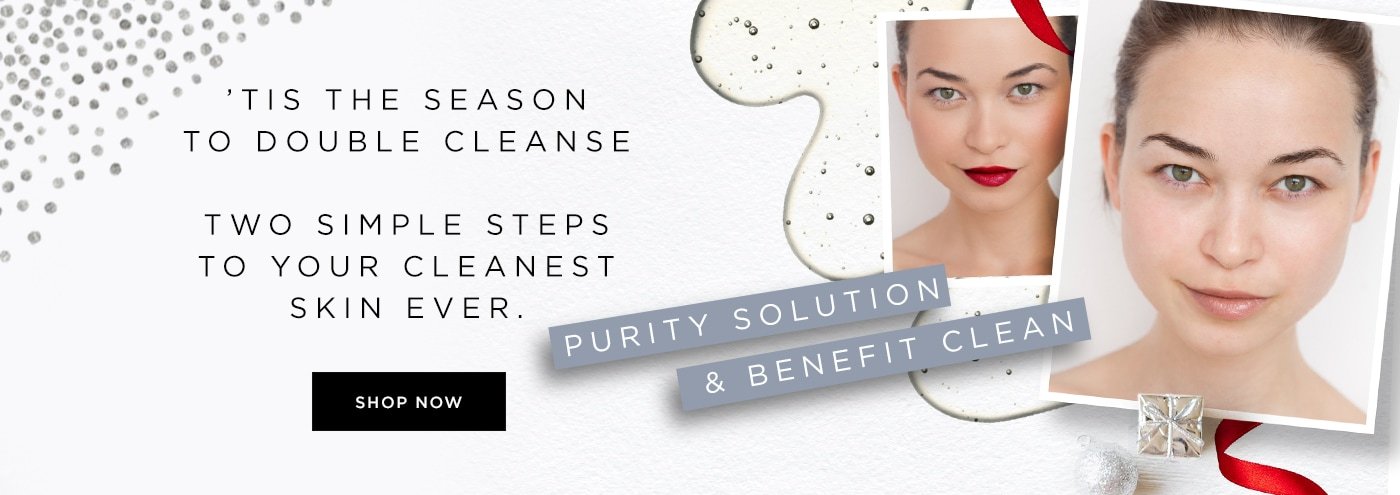 ’TIS THE SEASON
TO DOUBLE CLEANSE
TWO SIMPLE STEPS
TO YOUR CLEANEST
SKIN EVER.
SHOP NOW
PURITY SOLUTION
& BENEFIT CLEAN